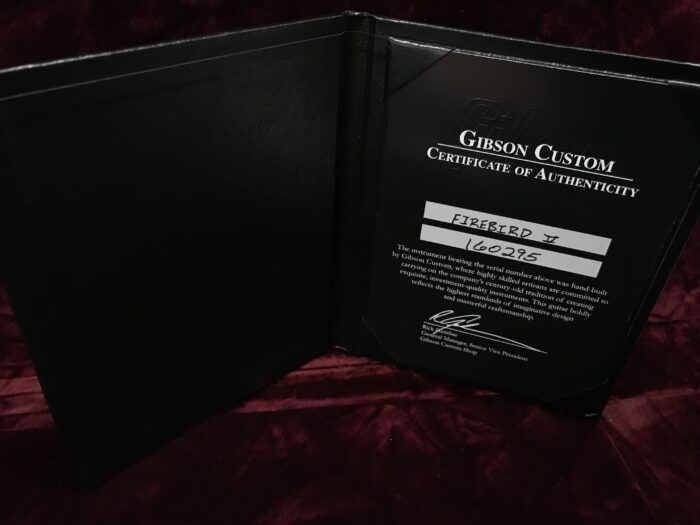 GIBSON CUSTOM
CERTIFICATE OF AUTHENTICITY
FIREBIRD V
160295
The instrument bearing the serial number above was hand-built
by Gibson Custom, where highly skilled artisans are committed to
carrying on the company's century-old tradition of creating
exquisite, investment-quality instruments. This guitar boldly
reflects the highest standards of imaginative design
and masterful craftsmanship.
Rick Gembar
General Manager, Senior Vice President
Gibson Custom Shop